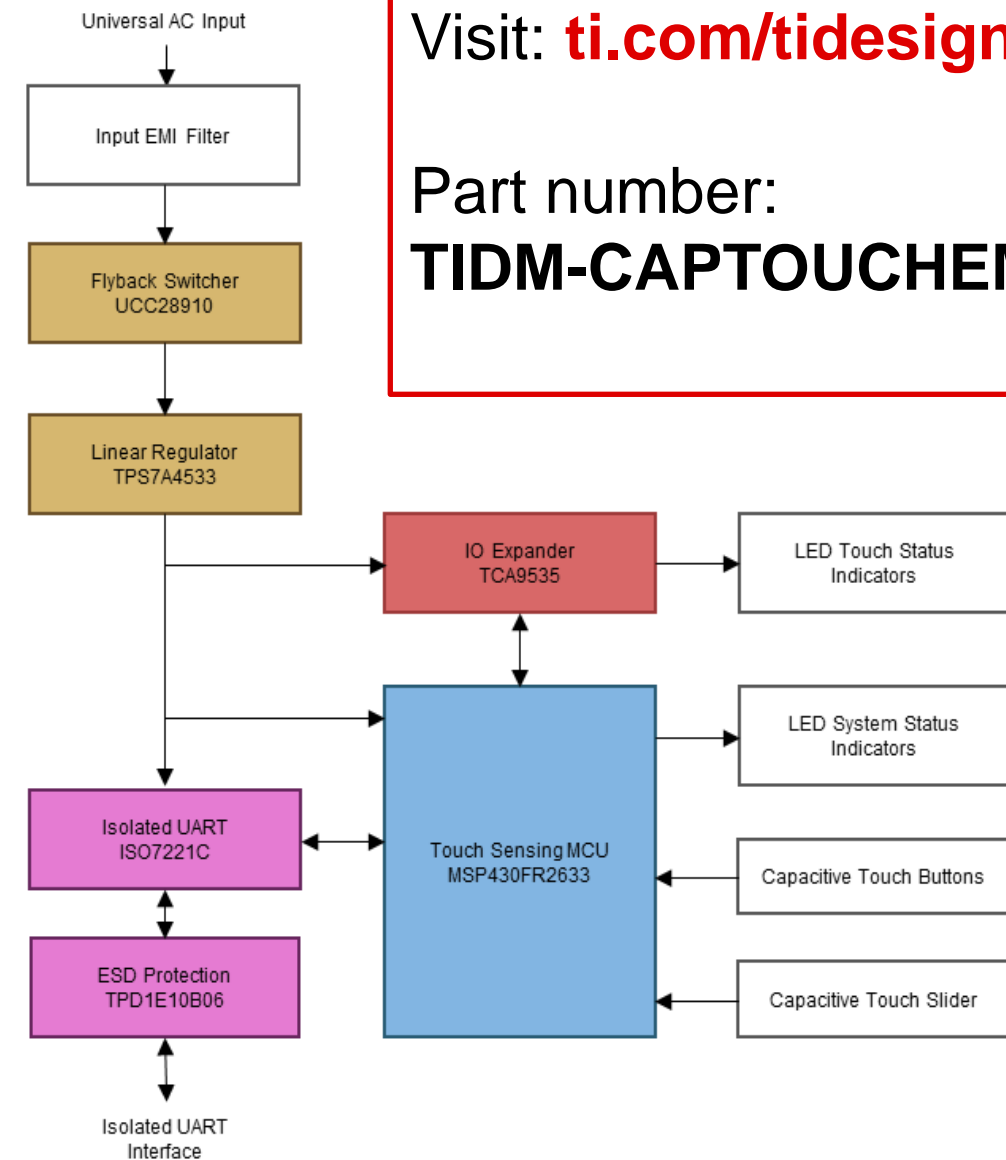 Universal AC Input
Visit: ti.com/tidesign
Input EMI Filter
Part number:
TIDM-CAPTOUCHEM
Flyback Switcher
UCC28910
Linear Regulator
TPS7A4533
IO Expander
TCA9535
LED Touch Status
Indicators
LED System Status
Indicators
Isolated UART
ISO7221C
Touch Sensing MCU
MSP430FR2633
Capacitive Touch Buttons
ESD Protection
TPD1E10B06
Capacitive Touch Slider
Isolated UART
Interface